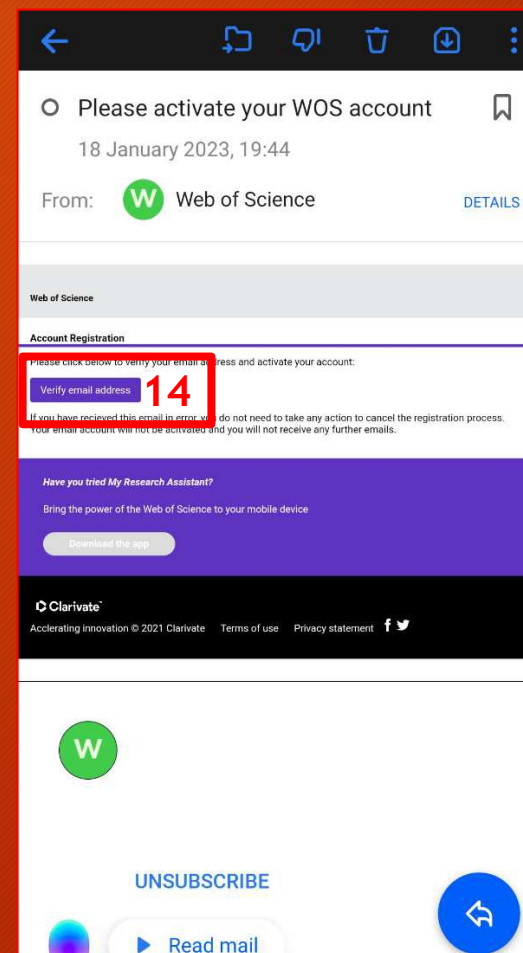 Please activate your WOS account
18 January 2023, 19:44
From: W Web of Science DETAILS
Web of Science
Account Registration
Please click below to verify your email address and activate your account:
Verify email address 14
If you have recieved this email in error, you do not need to take any action to cancel the registration process.
Your email account will not be acitvated and you will not receive any further emails.
Have you tried My Research Assistant?
Bring the power of the Web of Science to your mobile device
Download the app
Clarivate™
Acclerating innovation © 2021 Clarivate Terms of use Privacy statement f
W
UNSUBSCRIBE
Read mail